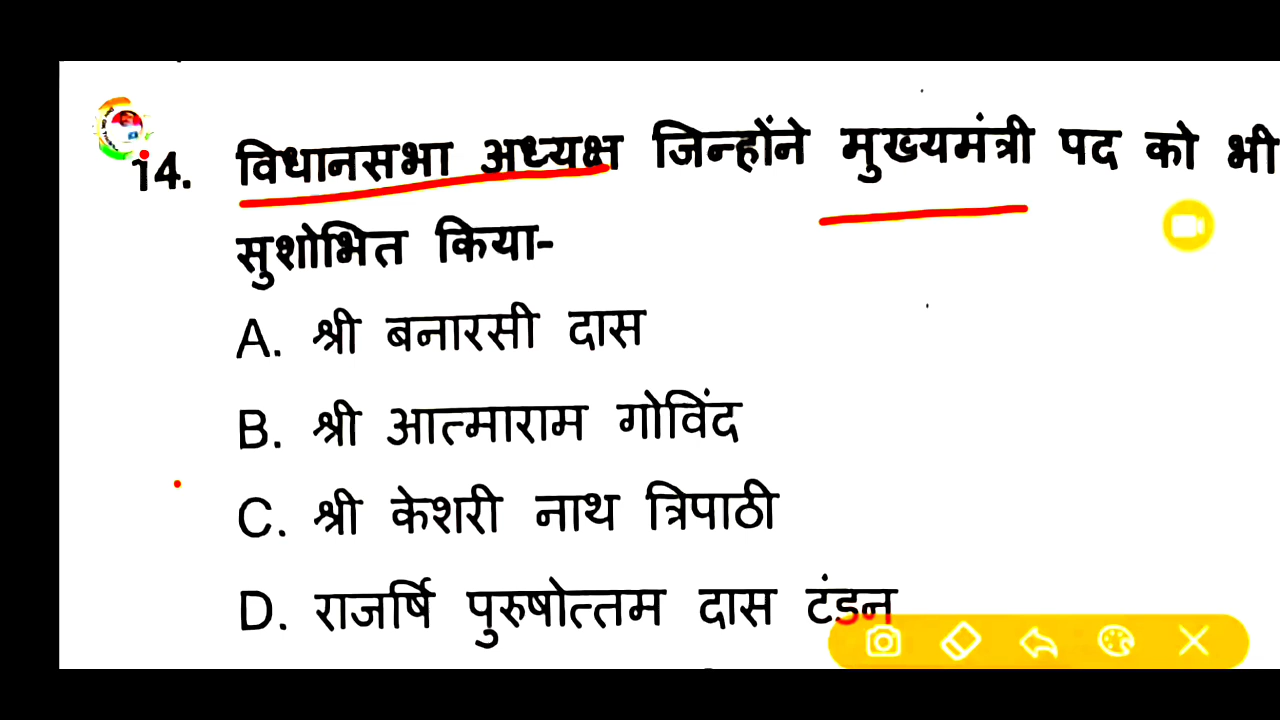 14. विधानसभा अध्यक्ष जिन्होंने मुख्यमंत्री पद को भी
सुशोभित किया-
A. श्री बनारसी दास
B. श्री आत्माराम गोविंद
C. श्री केशरी नाथ त्रिपाठी
D. राजर्षि पुरुषोत्तम दास टंडन